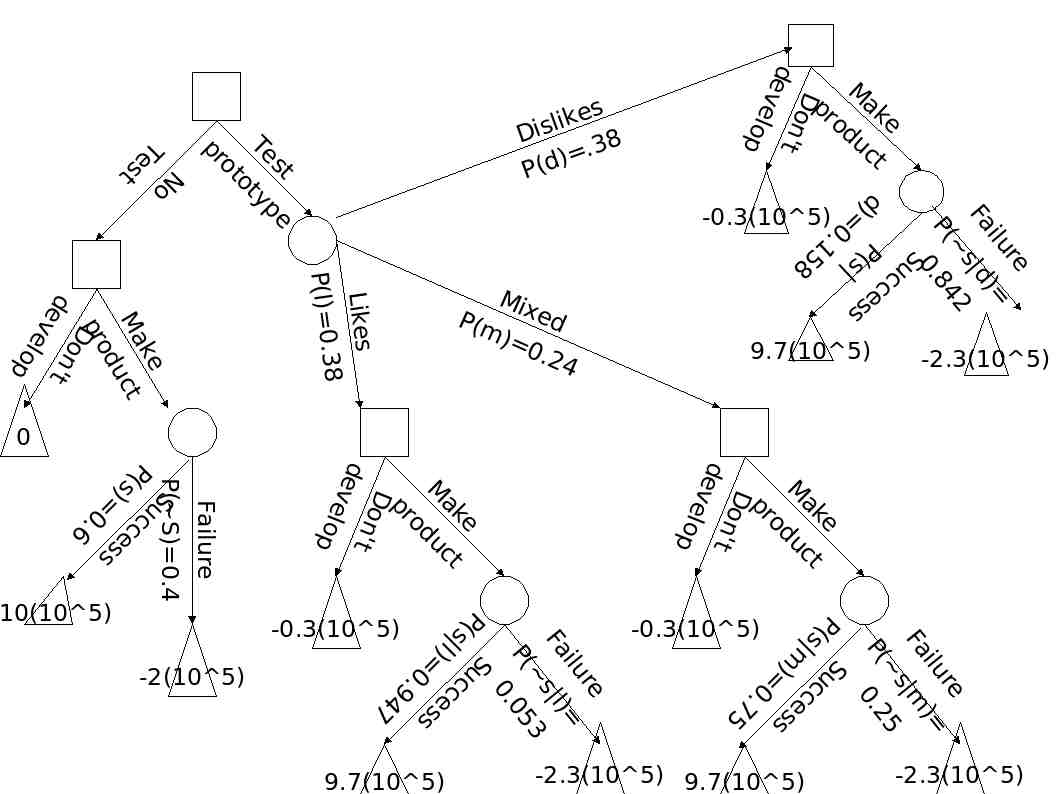 Test
No
Test
prototype
Dislikes
P(d)=.38
Mixed
P(m)=0.24
Likes
P(l)=0.38
Don't
develop
Make
product
0
Success
P(s)=0.6
Failure
P(~S)=0.4
10(10^5)
-2(10^5)
Don't
develop
Make
product
-0.3(10^5)
Success
P(s|
d)=0.158
Failure
P(~s|d)=
0.842
9.7(10^5)
-2.3(10^5)
Don't
develop
Make
product
-0.3(10^5)
Success
P(s|l)=0.947
Failure
P(~s|l)=
0.053
9.7(10^5)
-2.3(10^5)
Don't
develop
Make
product
-0.3(10^5)
Success
P(s|m)=0.75
Failure
P(~s|m)=
0.25
9.7(10^5)
-2.3(10^5)